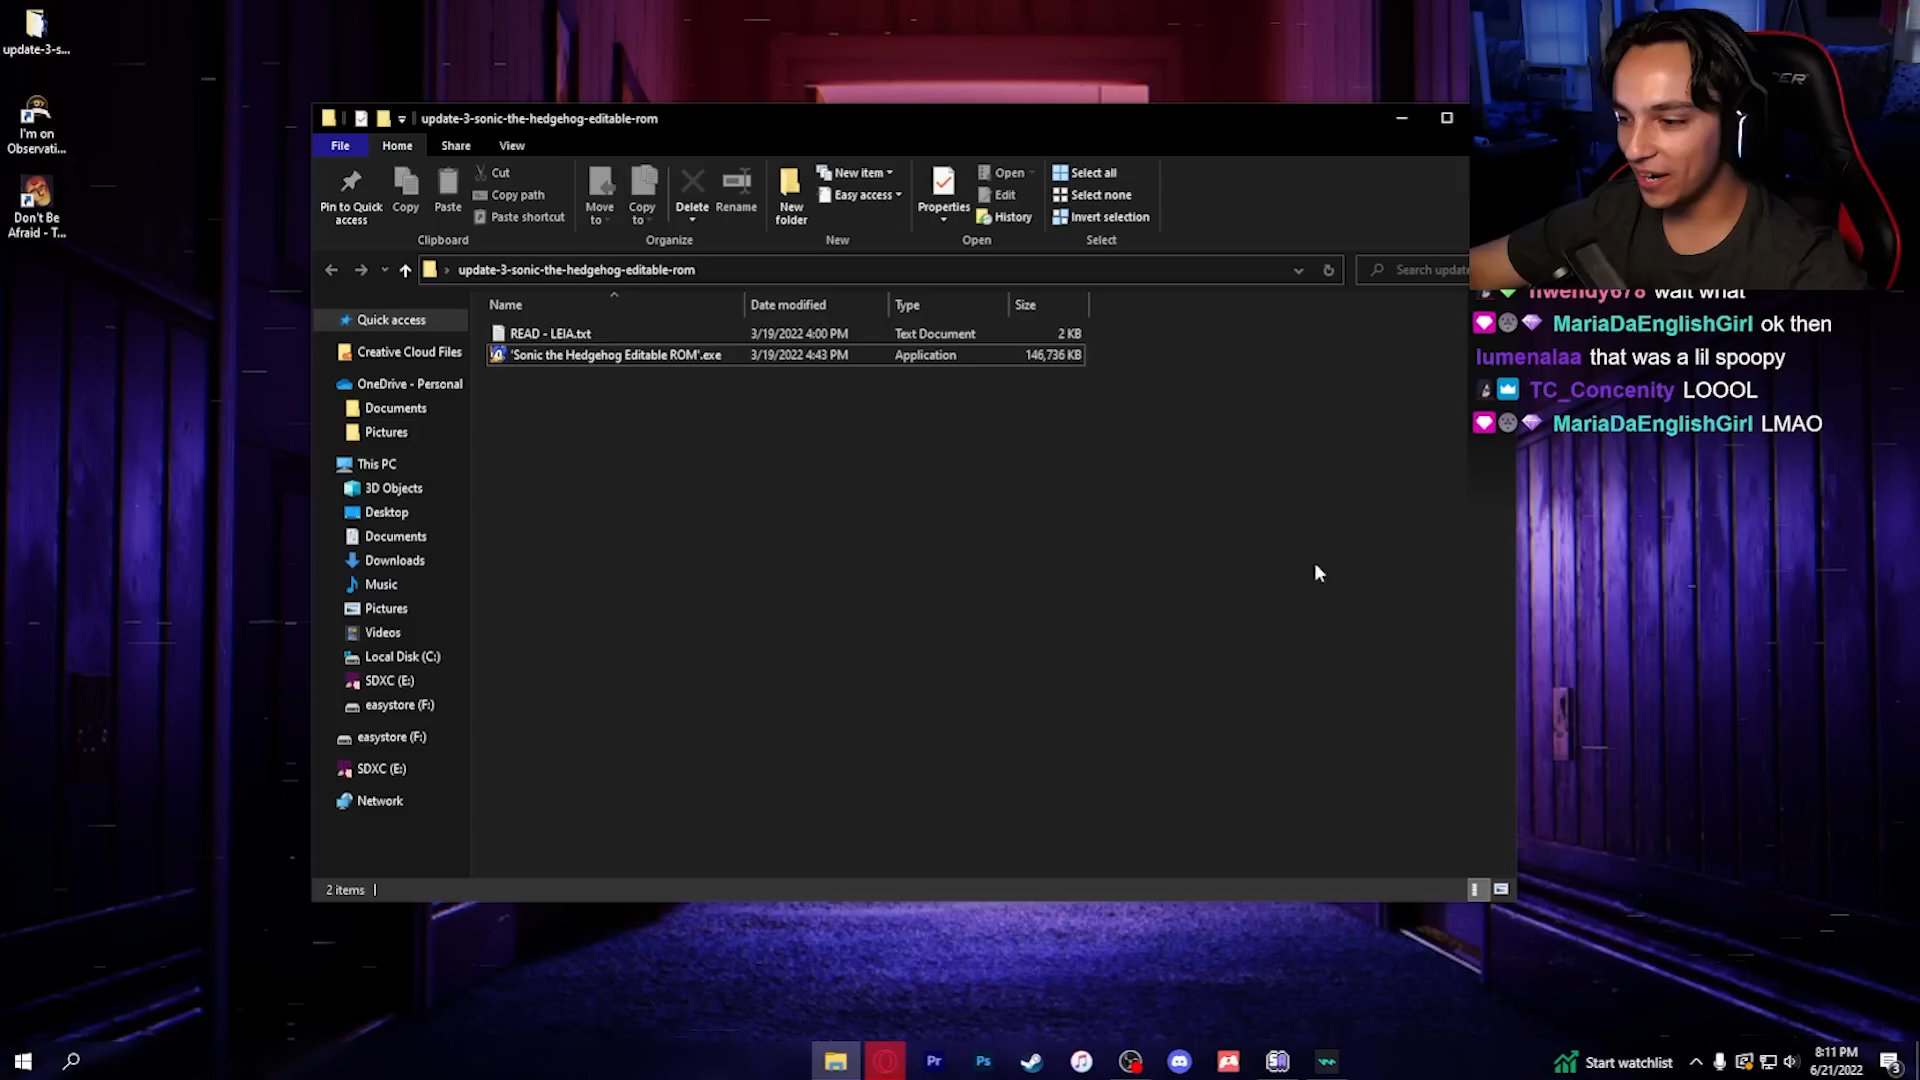 update-3-s...
I'm on
Observati...
Don't Be
Afraid - T...
update-3-sonic-the-hedgehog-editable-rom
File
Home
Share
View
Pin to Quick
access
Copy
Paste
Cut
Copy path
Paste shortcut
Clipboard
Move
to
Copy
to
Delete
Rename
Organize
New
folder
New item
Easy access
New
Properties
Open
Edit
History
Open
Select all
Select none
Invert selection
Select
update-3-sonic-the-hedgehog-editable-rom
Search update
Name
Date modified
Type
Size
READ - LEIA.txt
3/19/2022 4:00 PM
Text Document
2 KB
'Sonic the Hedgehog Editable ROM'.exe
3/19/2022 4:43 PM
Application
146,736 KB
Quick access
Creative Cloud Files
OneDrive - Personal
Documents
Pictures
This PC
3D Objects
Desktop
Documents
Downloads
Music
Pictures
Videos
Local Disk (C:)
SDXC (E:)
easystore (F:)
easystore (F:)
SDXC (E:)
Network
2 items
wait what
MariaDaEnglishGirl ok then
lumenalaa that was a lil spoopy
TC_Concenity LOOOL
MariaDaEnglishGirl LMAO
Pr
Ps
Start watchlist
8:11 PM
6/21/2022
3